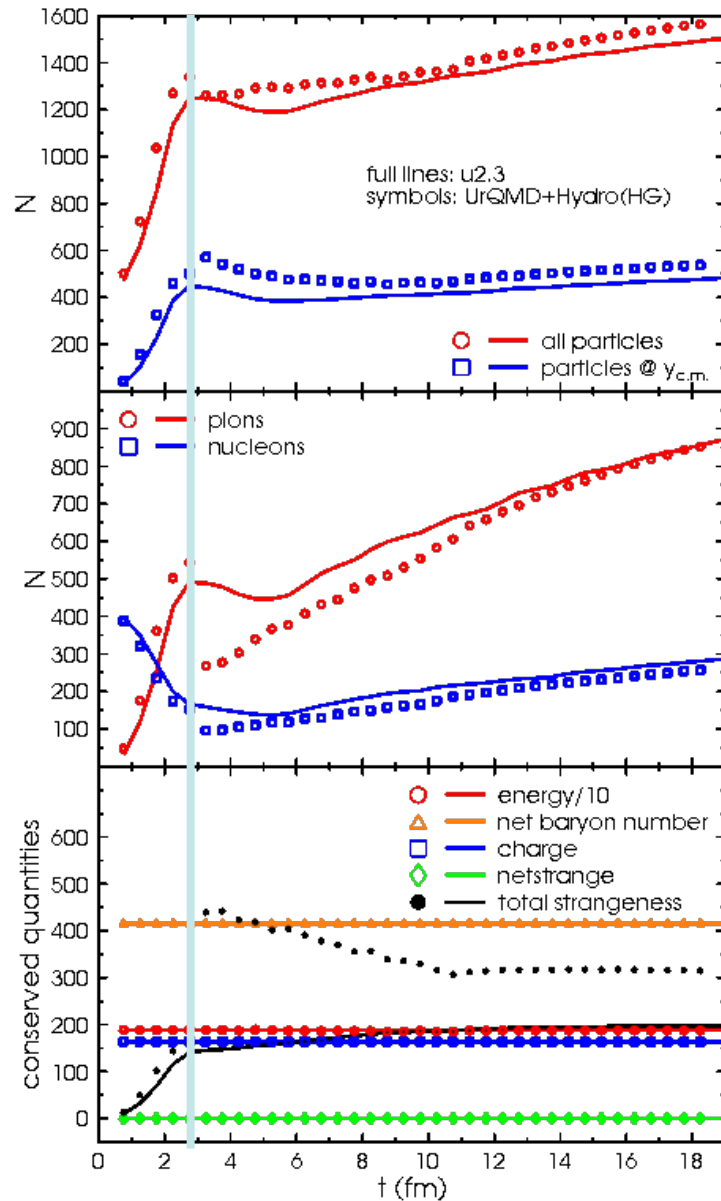 1600
1400
1200
1000
800
600
400
200
N
full lines: u2.3
symbols: UrQMD+Hydro(HG)
all particles
particles @ y c.m.
900
800
700
600
500
400
300
200
100
N
pions
nucleons
600
500
400
300
200
100
0
conserved quantities
energy/10
net baryon number
charge
netstrange
total strangeness
0 2 4 6 8 10 12 14 16 18
t (fm)